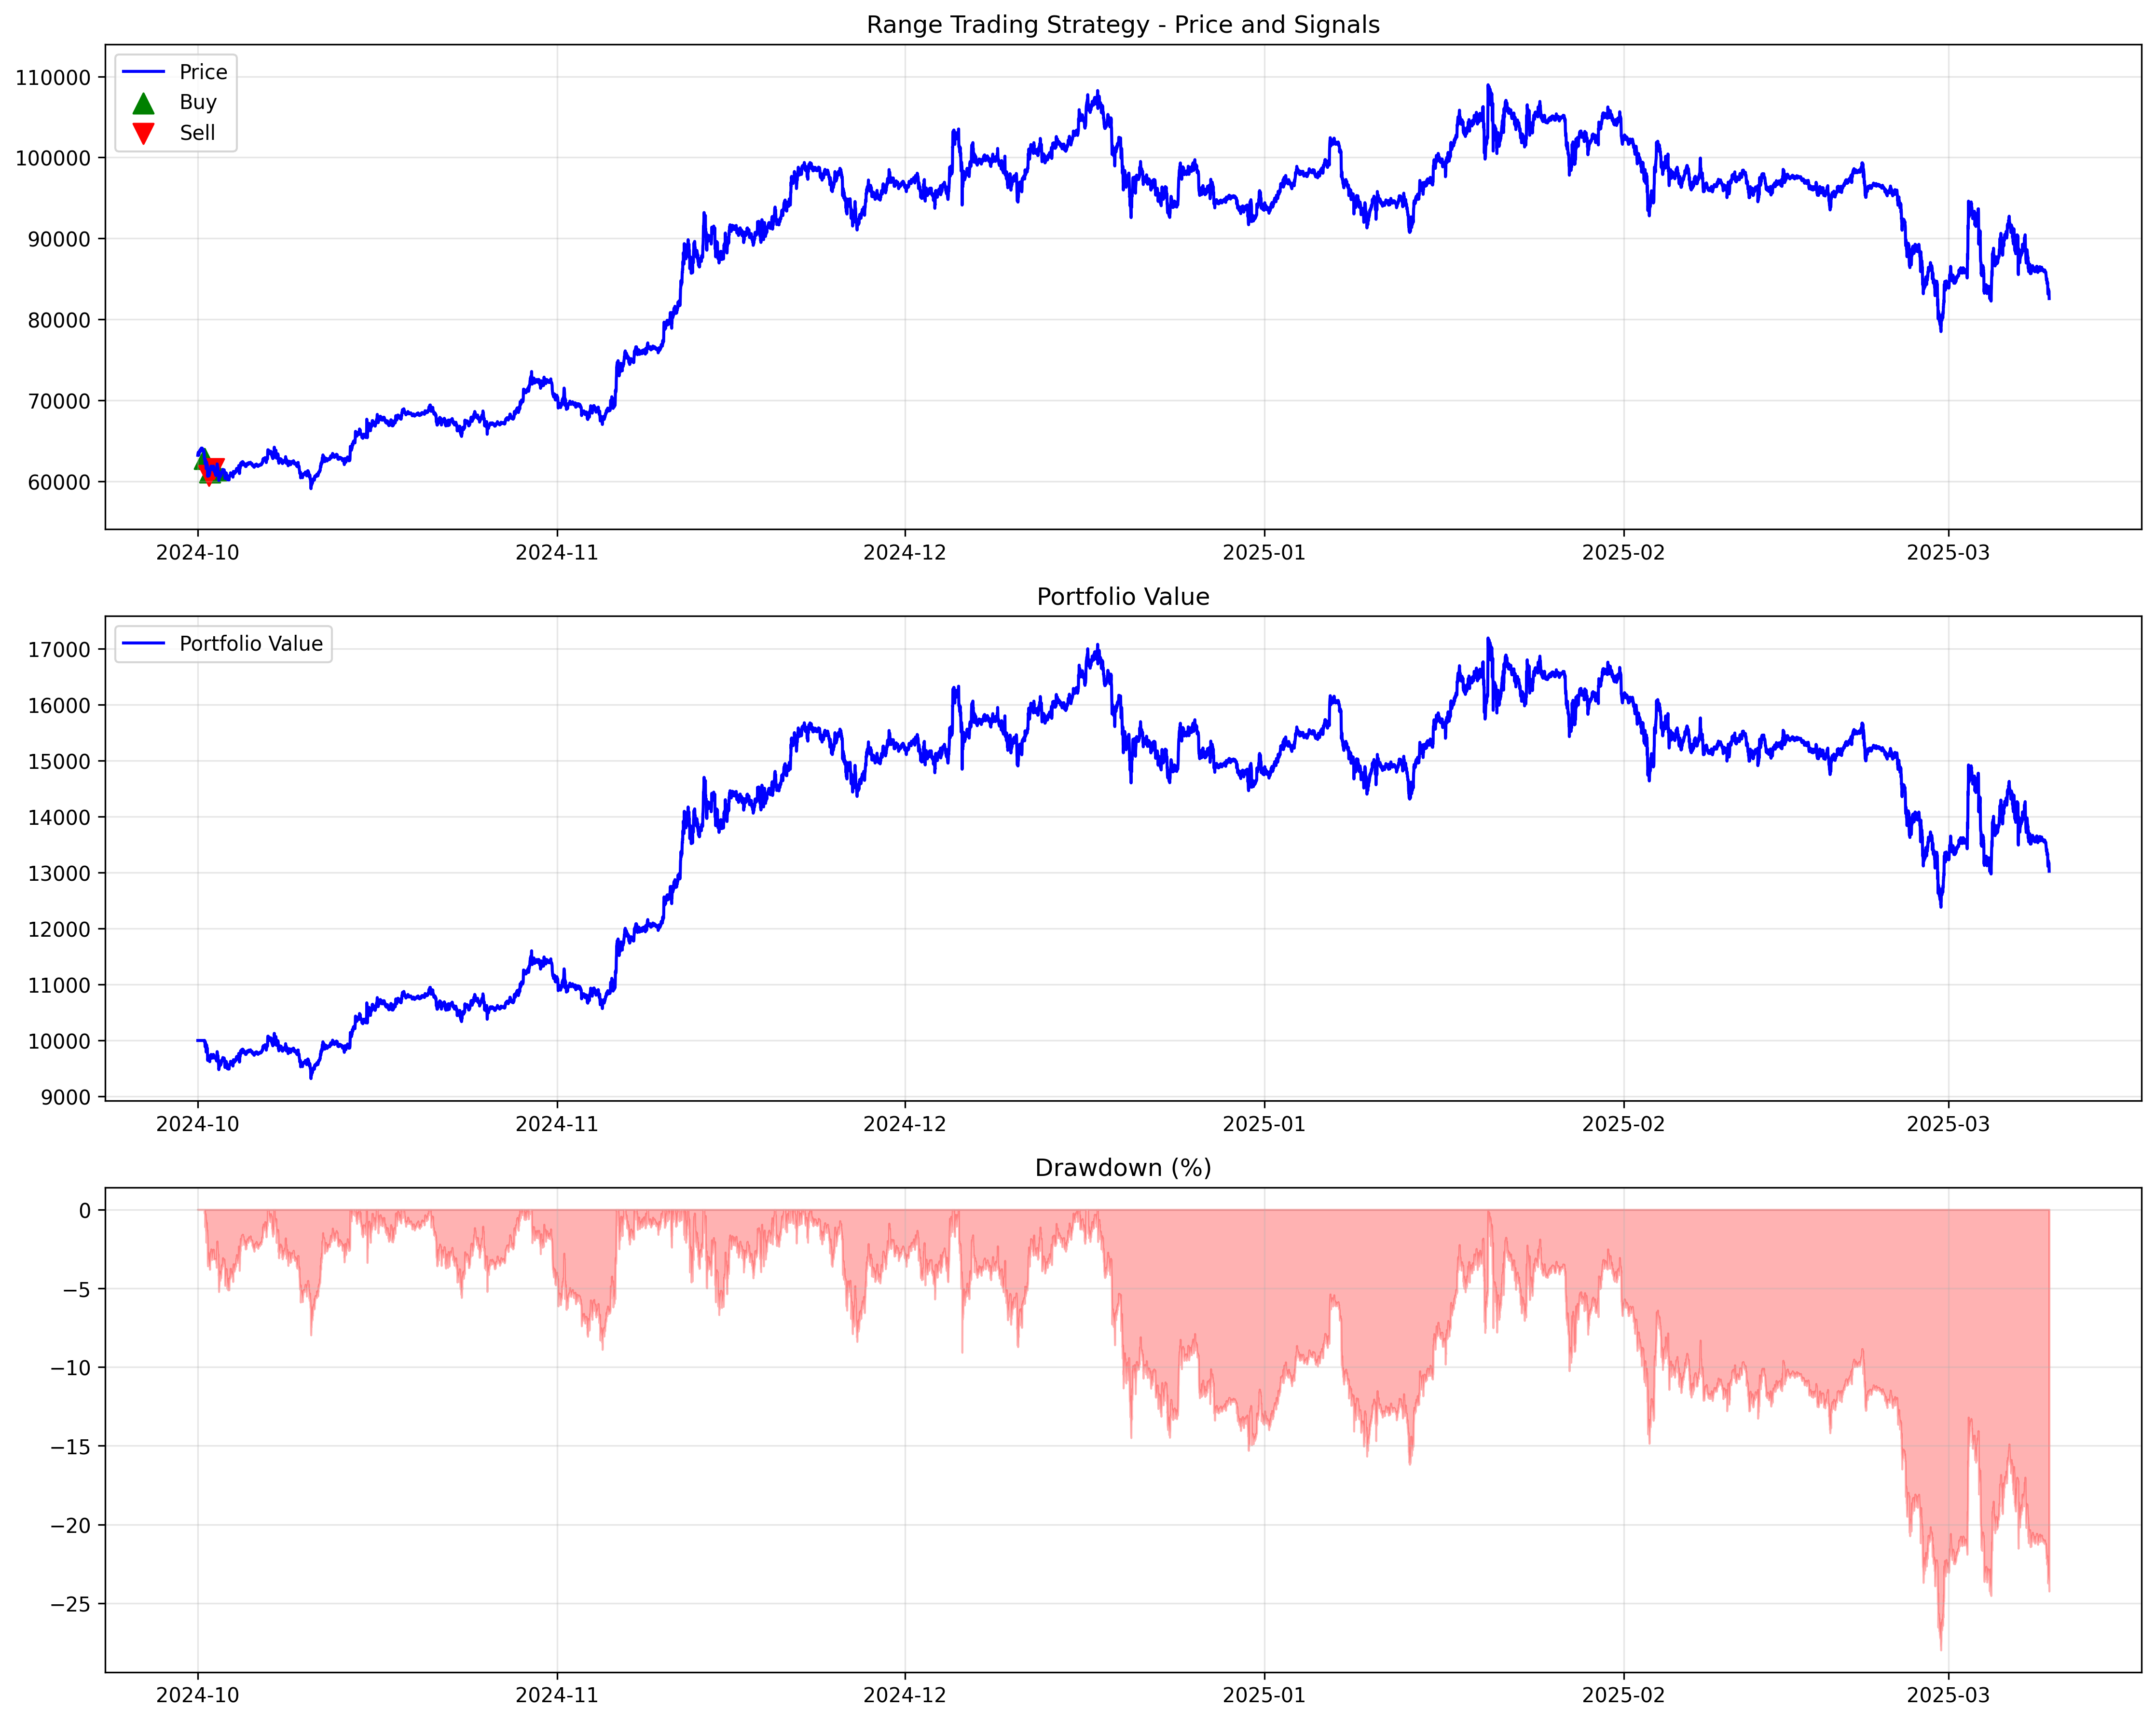 Range Trading Strategy - Price and Signals
Price
Buy
Sell
110000
100000
90000
80000
70000
60000
2024-10 2024-11 2024-12 2025-01 2025-02 2025-03
Portfolio Value
Portfolio Value
17000
16000
15000
14000
13000
12000
11000
10000
9000
2024-10 2024-11 2024-12 2025-01 2025-02 2025-03
Drawdown (%)
0
−5
−10
−15
−20
−25
2024-10 2024-11 2024-12 2025-01 2025-02 2025-03